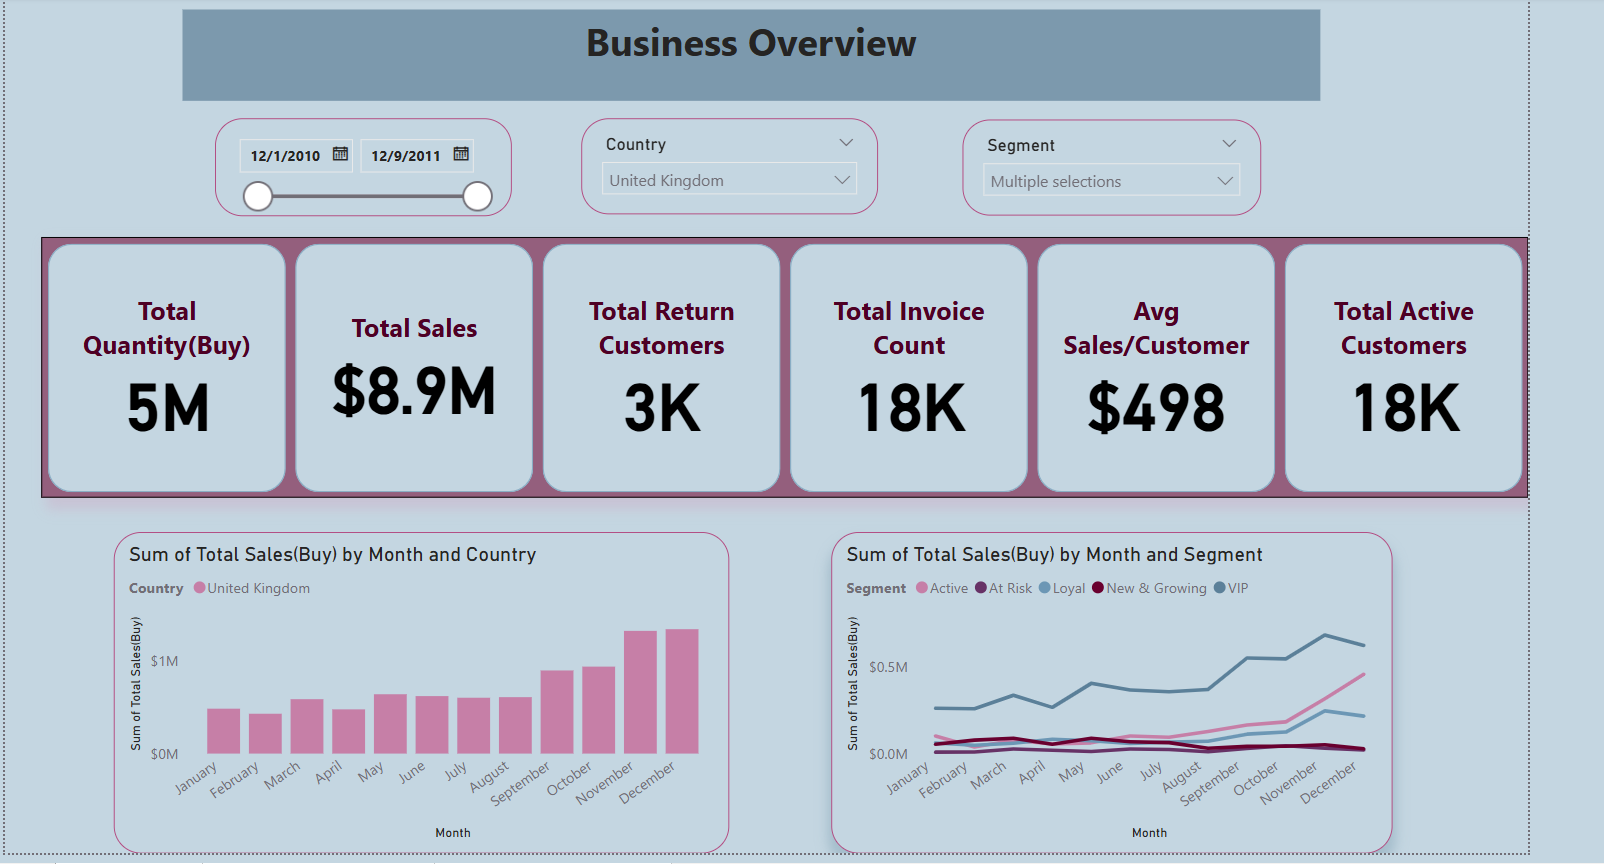 Business Overview
12/1/2010
12/9/2011
Country
United Kingdom
Segment
Multiple selections
Total
Quantity(Buy)
5M
Total Sales
$8.9M
Total Return
Customers
3K
Total Invoice
Count
18K
Avg
Sales/Customer
$498
Total Active
Customers
18K
Sum of Total Sales(Buy) by Month and Country
Country United Kingdom
Sum of Total Sales(Buy)
$1M
$0M
January
February
March
April
May
June
July
August
September
October
November
December
Month
Sum of Total Sales(Buy) by Month and Segment
Segment Active At Risk Loyal New & Growing VIP
Sum of Total Sales(Buy)
$0.5M
$0.0M
January
February
March
April
May
June
July
August
September
October
November
December
Month